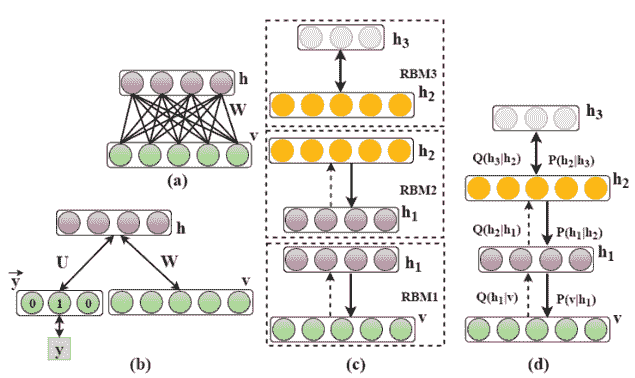 h
W
v
(a)
h
U
W
y
v
0 1 0
y
(b)
h3
RBM3
h2
h2
RBM2
h1
h1
RBM1
v
(c)
h3
Q(h3|h2)
P(h2|h3)
h2
Q(h2|h1)
P(h1|h2)
h1
Q(h1|v)
P(v|h1)
v
(d)